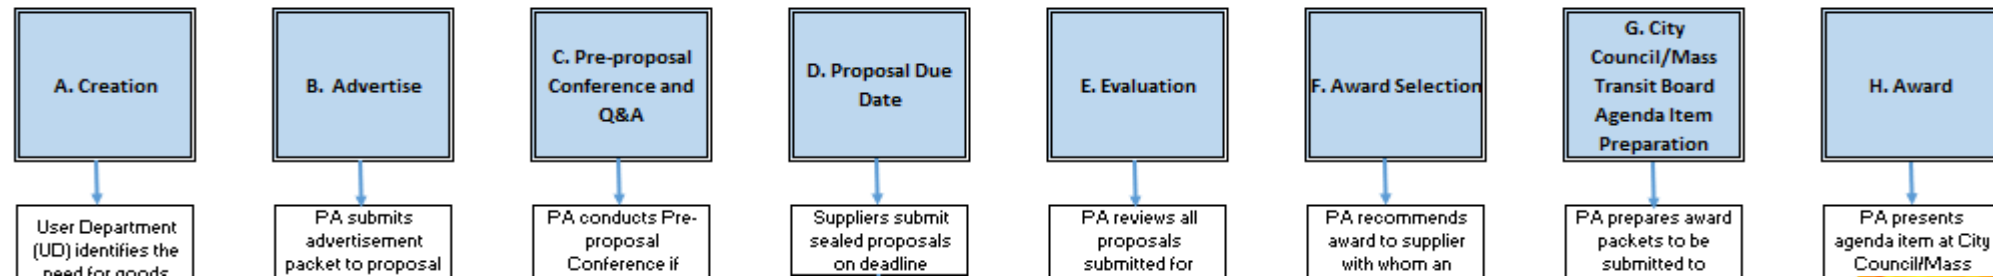 A. Creation
B. Advertise
C. Pre-proposal
Conference and
Q&A
D. Proposal Due
Date
E. Evaluation
F. Award Selection
G. City
Council/Mass
Transit Board
Agenda Item
Preparation
H. Award
User Department
(UD) identifies the
need for goods
PA submits
advertisement
packet to proposal
PA conducts Pre-
proposal
Conference if
Suppliers submit
sealed proposals
on deadline
PA reviews all
proposals
submitted for
PA recommends
award to supplier
with whom an
PA prepares award
packets to be
submitted to
PA presents
agenda item at City
Council/Mass